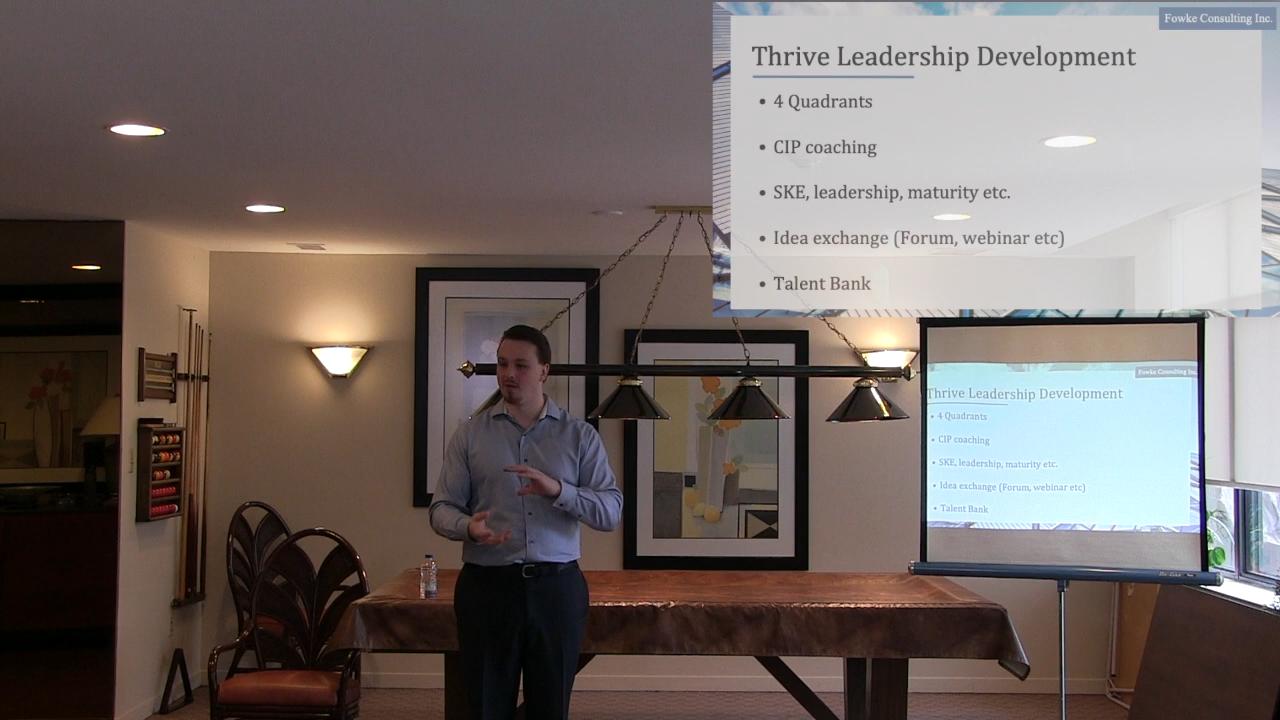 Fowke Consulting Inc.
Thrive Leadership Development
• 4 Quadrants
• CIP coaching
• SKE, leadership, maturity etc.
• Idea exchange (Forum, webinar etc)
• Talent Bank
Fowke Consulting Inc.
Thrive Leadership Development
• 4 Quadrants
• CIP coaching
• SKE, leadership, maturity etc.
• Idea exchange (Forum, webinar etc)
• Talent Bank